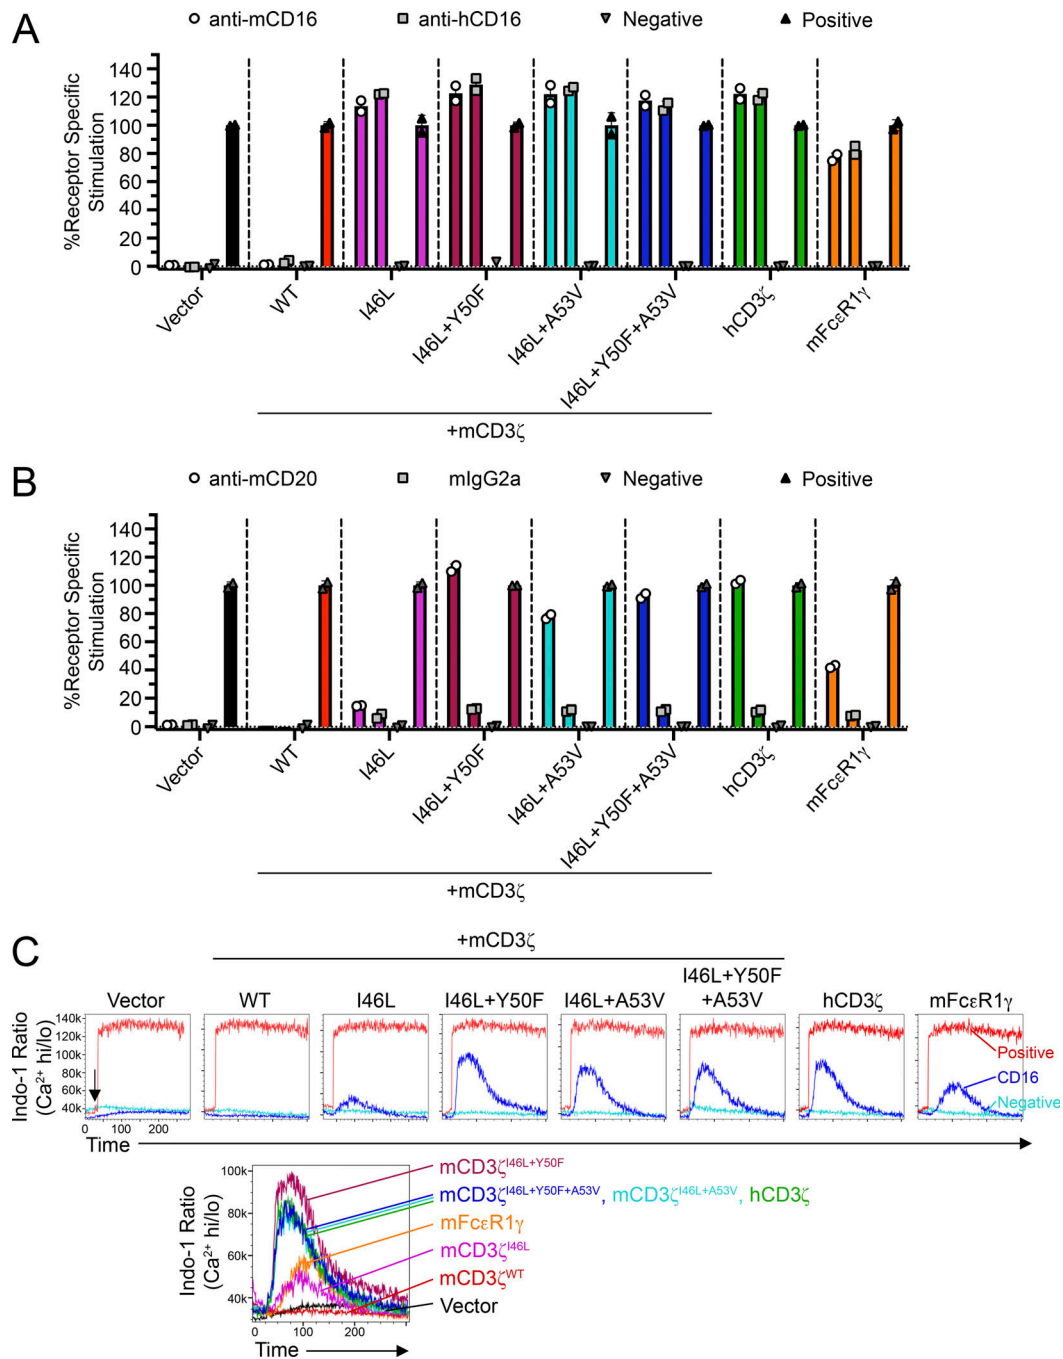 A
anti-mCD16 anti-hCD16 Negative Positive
%Receptor Specific
Stimulation
140
120
100
80
60
40
20
0
Vector WT I46L I46L+Y50F I46L+A53V I46L+Y50F+A53V hCD3ζ mFcεR1γ
+mCD3ζ
B
anti-mCD20 mIgG2a Negative Positive
%Receptor Specific
Stimulation
140
120
100
80
60
40
20
0
Vector WT I46L I46L+Y50F I46L+A53V I46L+Y50F+A53V hCD3ζ mFcεR1γ
+mCD3ζ
C
+mCD3ζ
Vector WT I46L I46L+Y50F I46L+A53V I46L+Y50F+A53V hCD3ζ mFcεR1γ
Indo-1 Ratio
(Ca²⁺ hi/lo)
140k
120k
100k
80k
60k
40k
0 100 200
Positive
CD16
Negative
Time
Indo-1 Ratio
(Ca²⁺ hi/lo)
100k
80k
60k
40k
0 100 200
Time
mCD3ζI46L+Y50F
mCD3ζI46L+Y50F+A53V, mCD3ζI46L+A53V, hCD3ζ
mFcεR1γ
mCD3ζI46L
mCD3ζWT
Vector